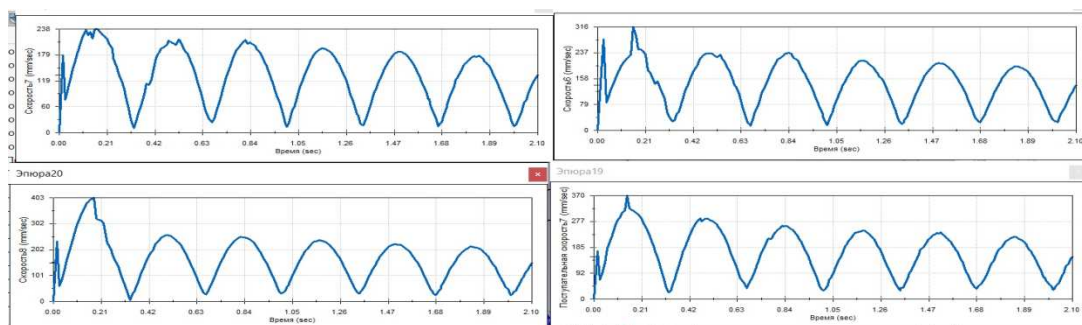 238
179
119
60
0
Скорость7 (mm/sec)
0.00 0.21 0.42 0.63 0.84 1.05 1.26 1.47 1.68 1.89 2.10
Время (sec)
316
237
158
79
0
Скорость6 (mm/sec)
0.00 0.21 0.42 0.63 0.84 1.05 1.26 1.47 1.68 1.89 2.10
Время (sec)
Эпюра20
403
302
202
101
0
Скорость8 (mm/sec)
0.00 0.21 0.42 0.63 0.84 1.05 1.26 1.47 1.68 1.89 2.10
Время (sec)
Эпюра19
370
277
185
92
0
Поступательная скорость7 (mm/sec)
0.00 0.21 0.42 0.63 0.84 1.05 1.26 1.47 1.68 1.89 2.10
Время (sec)